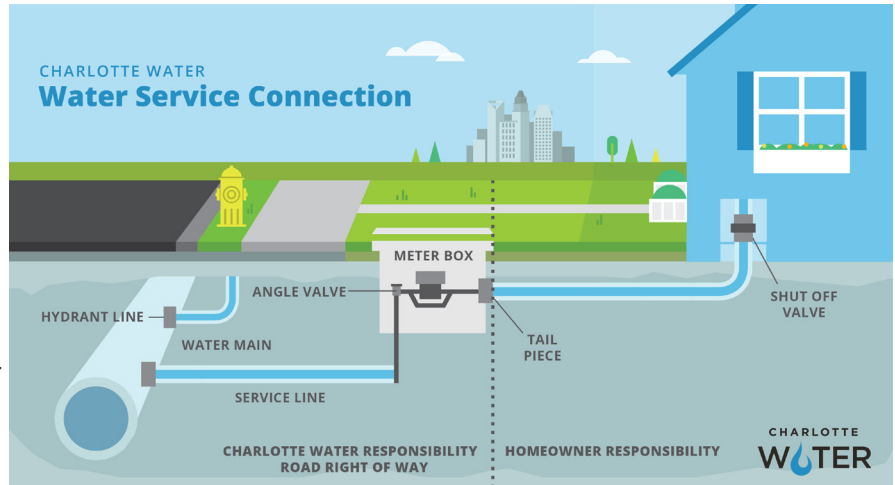 CHARLOTTE WATER
Water Service Connection
METER BOX
ANGLE VALVE
HYDRANT LINE
SHUT OFF
VALVE
WATER MAIN
TAIL
PIECE
SERVICE LINE
CHARLOTTE WATER RESPONSIBILITY
ROAD RIGHT OF WAY
HOMEOWNER RESPONSIBILITY
CHARLOTTE
WATER